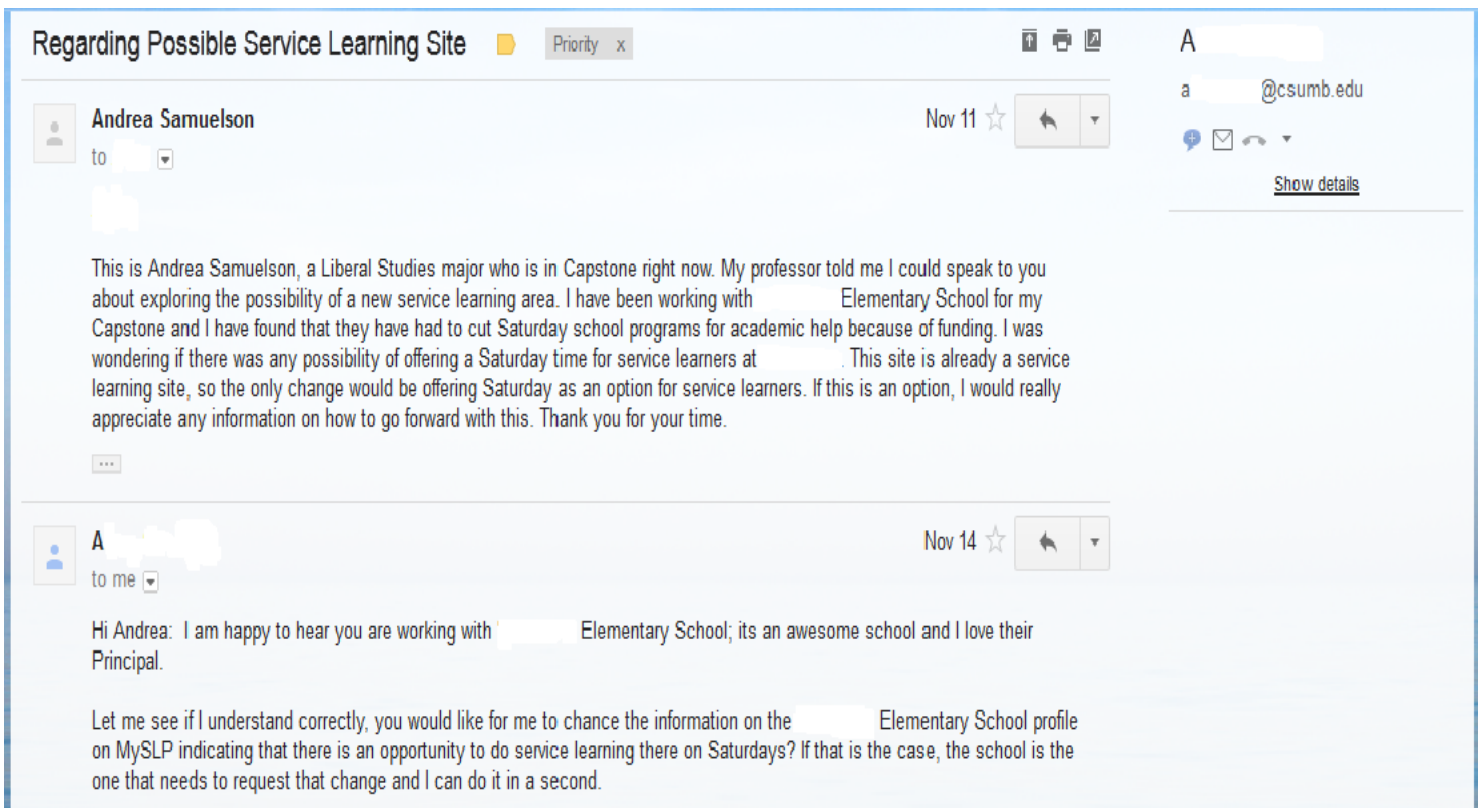 Regarding Possible Service Learning Site
Priority x
Andrea Samuelson
Nov 11
to
This is Andrea Samuelson, a Liberal Studies major who is in Capstone right now. My professor told me I could speak to you
about exploring the possibility of a new service learning area. I have been working with Elementary School for my
Capstone and I have found that they have had to cut Saturday school programs for academic help because of funding. I was
wondering if there was any possibility of offering a Saturday time for service learners at . This site is already a service
learning site, so the only change would be offering Saturday as an option for service learners. If this is an option, I would really
appreciate any information on how to go forward with this. Thank you for your time.
...
A
Nov 14
to me
Hi Andrea: I am happy to hear you are working with Elementary School; its an awesome school and I love their
Principal.
Let me see if I understand correctly, you would like for me to chance the information on the Elementary School profile
on MySLP indicating that there is an opportunity to do service learning there on Saturdays? If that is the case, the school is the
one that needs to request that change and I can do it in a second.
A
a @csumb.edu
Show details